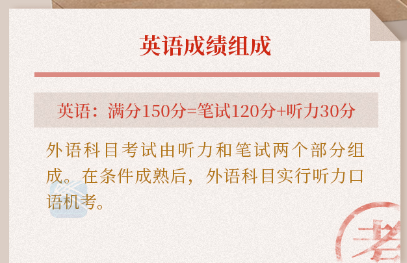 英语成绩组成
英语：满分150分=笔试120分+听力30分
外语科目考试由听力和笔试两个部分组
成。在条件成熟后，外语科目实行听力口
语机考。
考